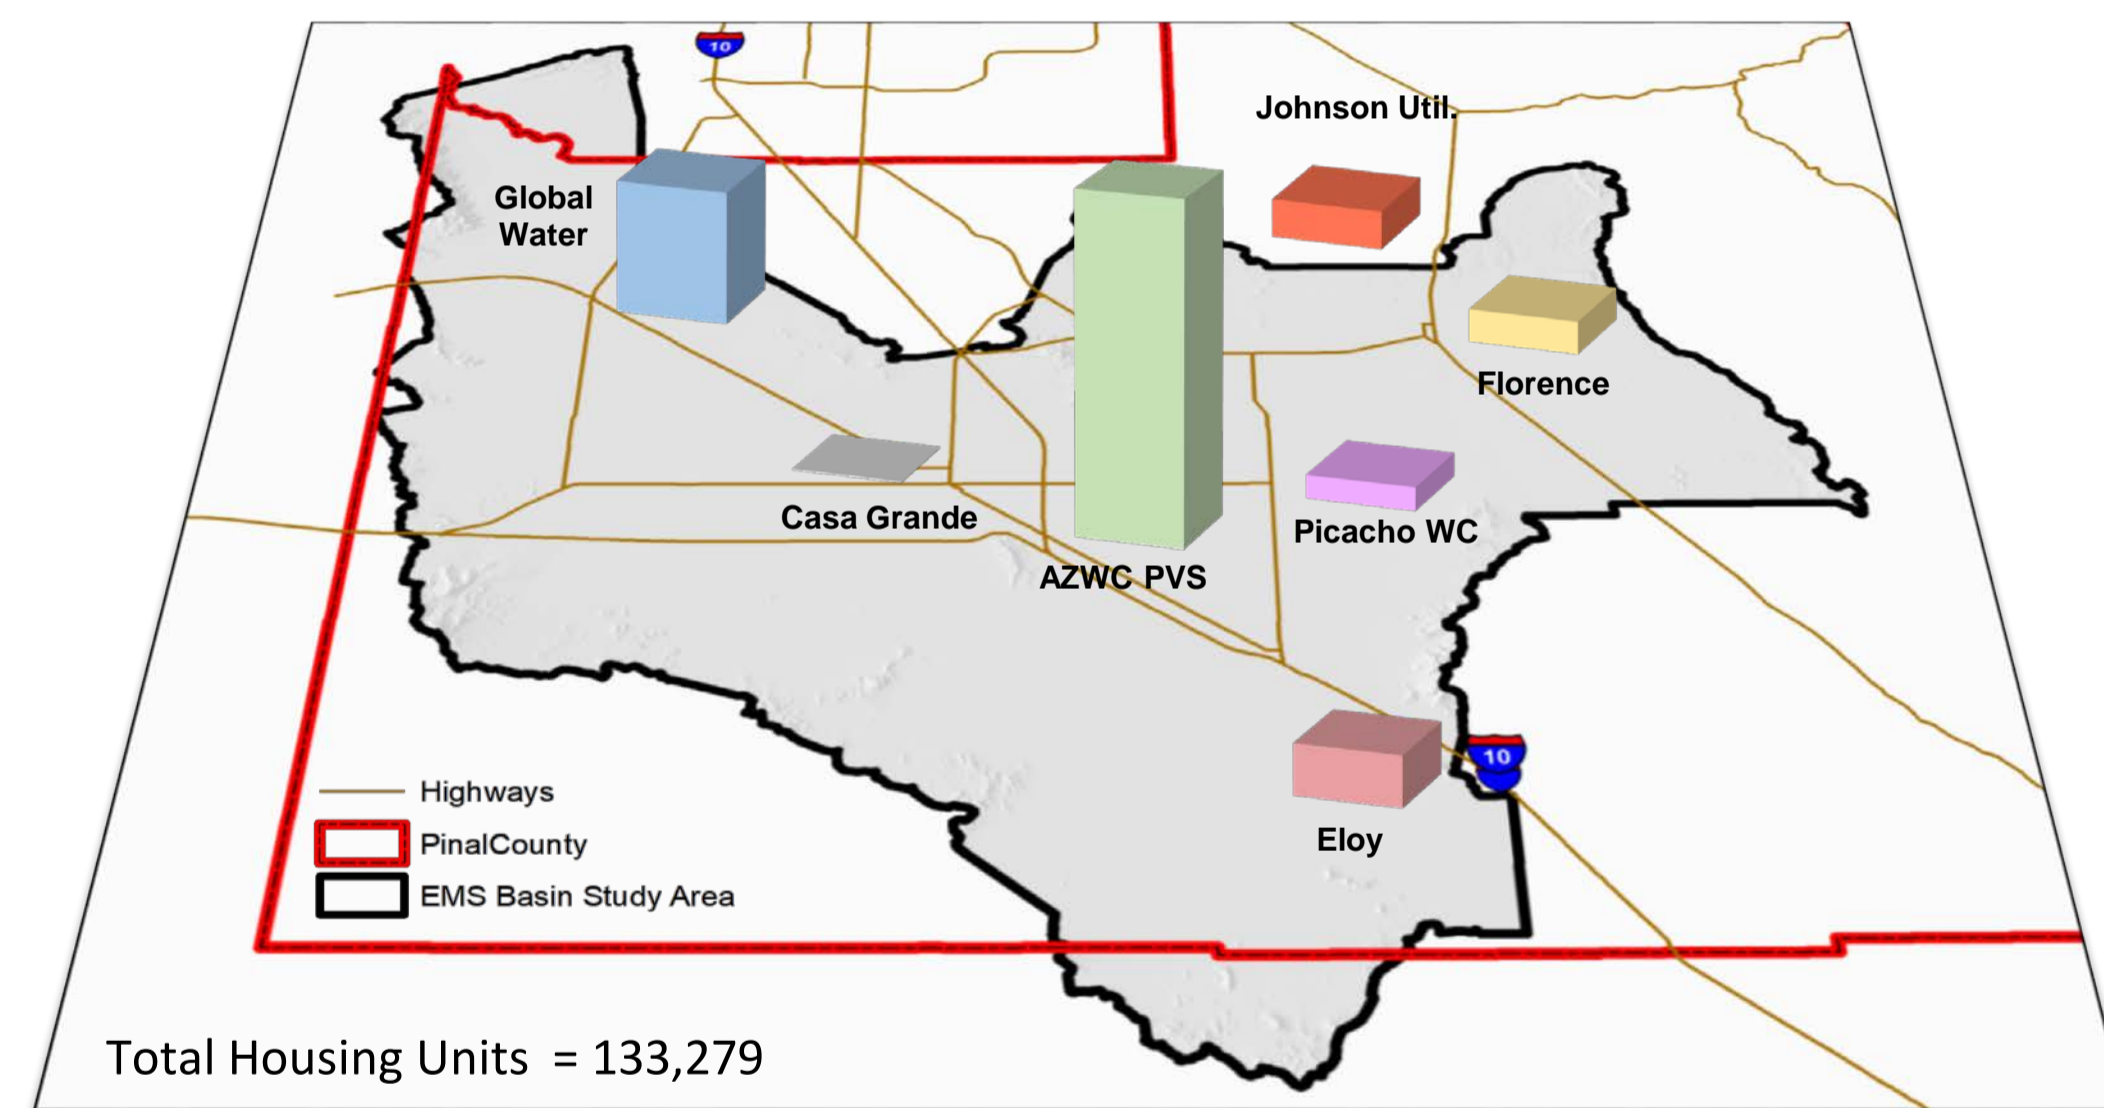 10
Johnson Util.
Global
Water
Florence
Casa Grande
Picacho WC
AZWC PVS
10
Highways
Eloy
PinalCounty
EMS Basin Study Area
Total Housing Units = 133,279